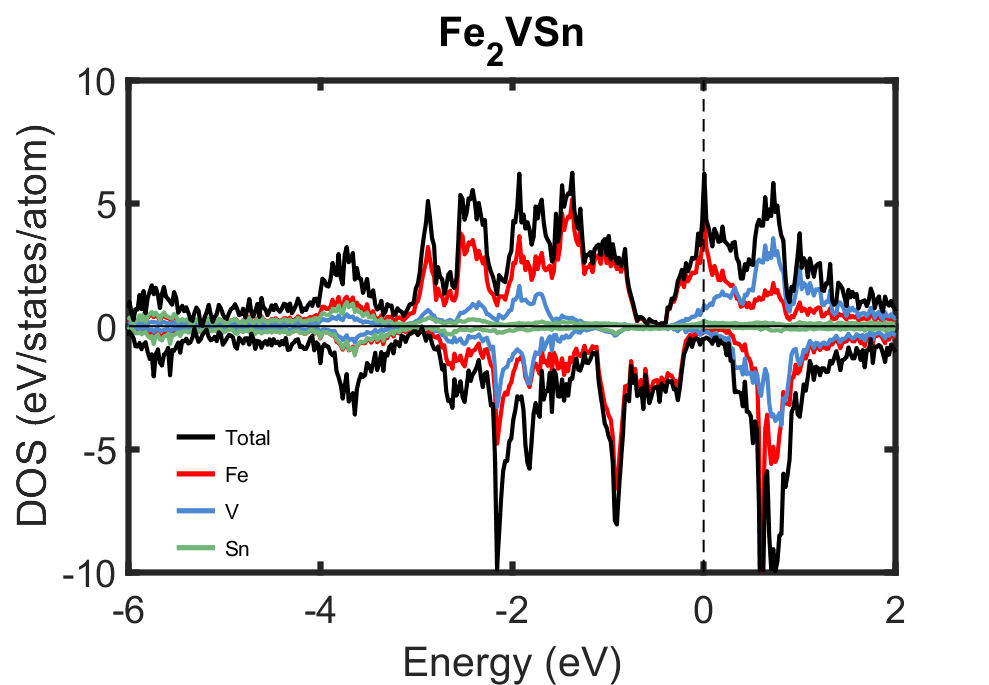 Fe₂VSn
10
5
0
-5
-10
DOS (eV/states/atom)
Total
Fe
V
Sn
-6 -4 -2 0 2
Energy (eV)